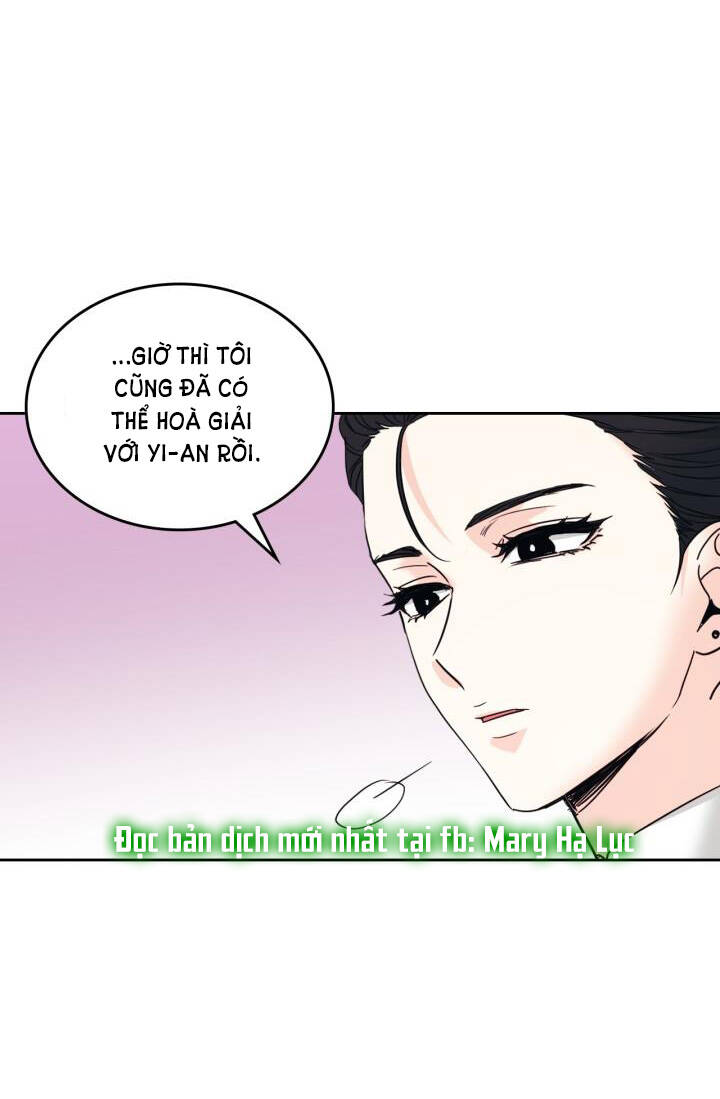 ...GIỜ THÌ TÔI
CŨNG ĐÃ CÓ
THỂ HOÀ GIẢI
VỚI YI-AN RỒI.
Đọc bản dịch mới nhất tại fb: Mary Hạ Lục